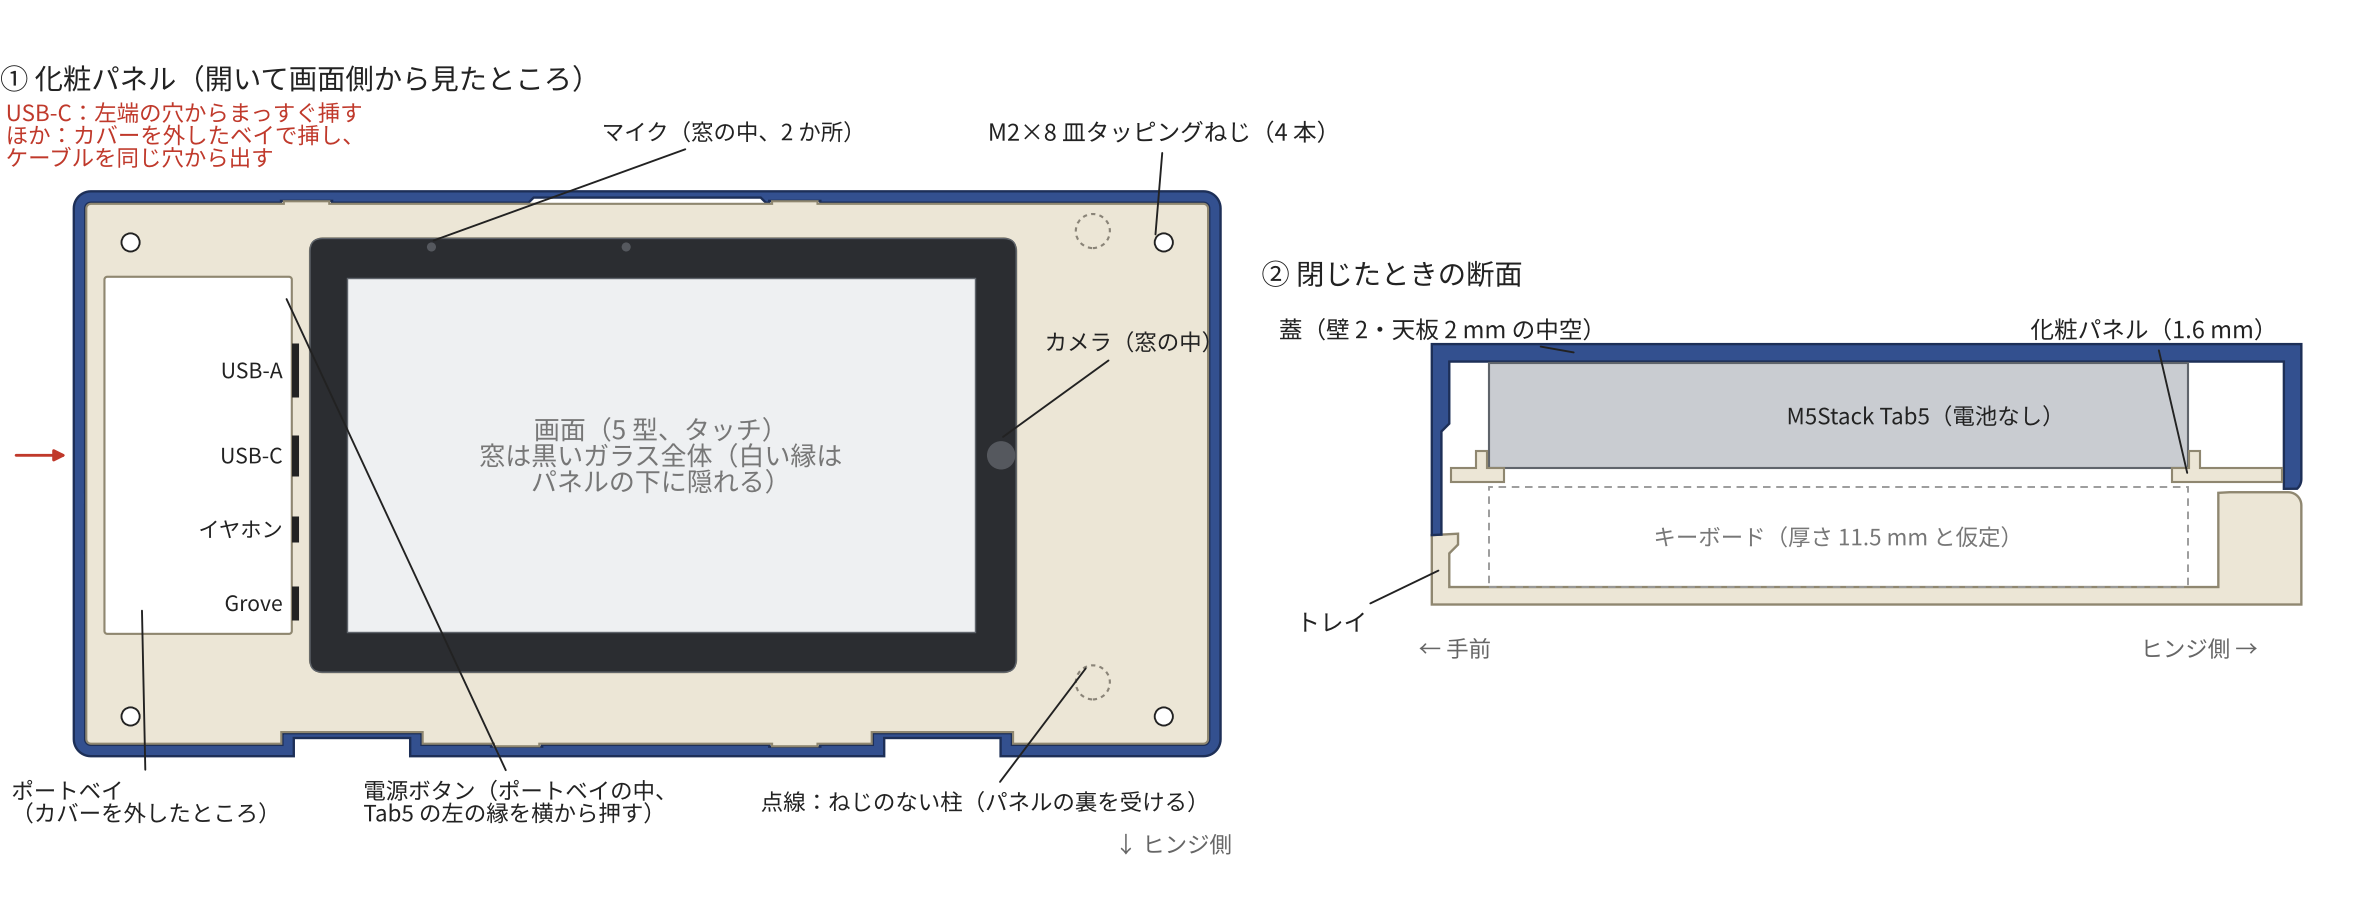 ① 化粧パネル（開いて画面側から見たところ）
USB-C：左端の穴からまっすぐ挿す
ほか：カバーを外したベイで挿し、
ケーブルを同じ穴から出す
マイク（窓の中、2 か所）
M2×8 皿タッピングねじ（4 本）
カメラ（窓の中）
USB-A
USB-C
イヤホン
Grove
画面（5 型、タッチ）
窓は黒いガラス全体（白い縁は
パネルの下に隠れる）
ポートベイ
（カバーを外したところ）
電源ボタン（ポートベイの中、
Tab5 の左の縁を横から押す）
点線：ねじのない柱（パネルの裏を受ける）
↓ ヒンジ側
② 閉じたときの断面
蓋（壁 2・天板 2 mm の中空）
化粧パネル（1.6 mm）
M5Stack Tab5（電池なし）
キーボード（厚さ 11.5 mm と仮定）
トレイ
← 手前
ヒンジ側 →